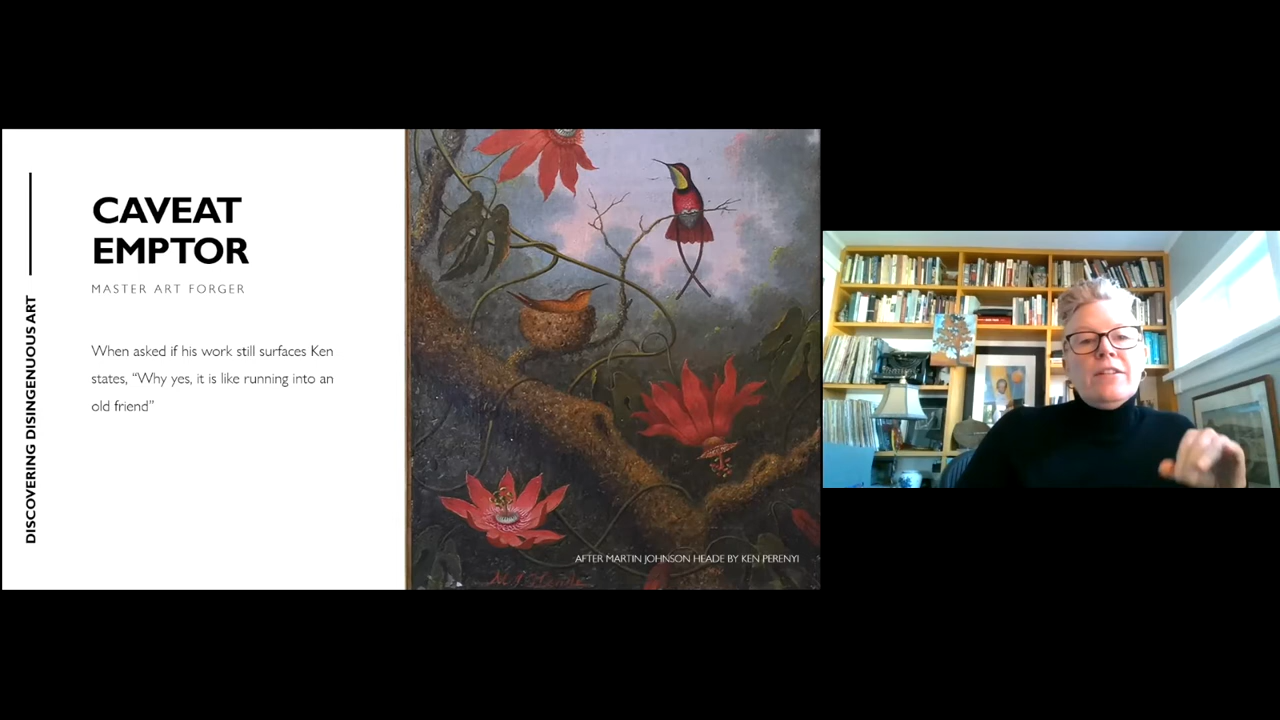 DISCOVERING DISINGENUOUS ART
CAVEAT
EMPTOR
MASTER ART FORGER
When asked if his work still surfaces Ken
states, “Why yes, it is like running into an
old friend”
AFTER MARTIN JOHNSON HEADE BY KEN PERENYI